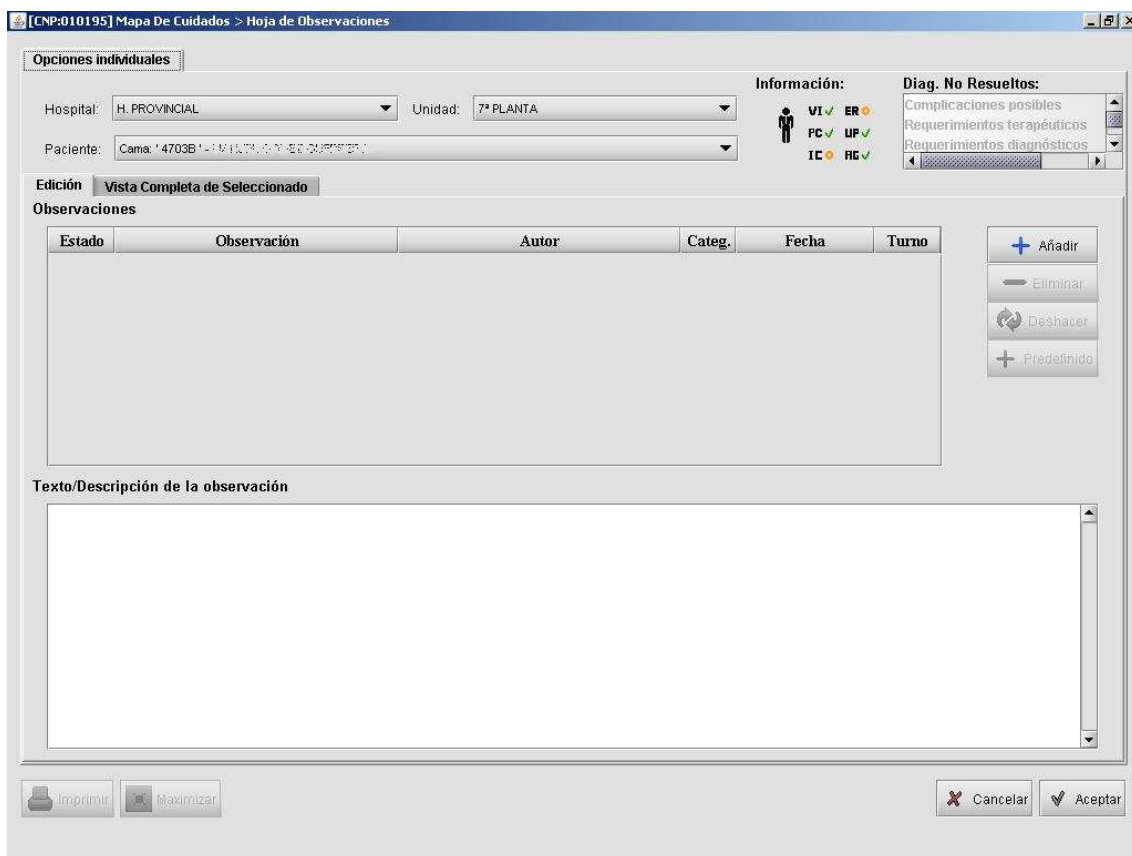 [CNP:010195] Mapa De Cuidados > Hoja de Observaciones
Opciones individuales
Hospital: H. PROVINCIAL Unidad: 7ª PLANTA
Paciente: Cama: ' 4703B ' -
Información:
VI ER
PC UP
IC AG
Diag. No Resueltos:
Complicaciones posibles
Requerimientos terapéuticos
Requerimientos diagnósticos
Edición Vista Completa de Seleccionado
Observaciones
Estado Observación Autor Categ. Fecha Turno
Añadir
Eliminar
Deshacer
Predefinido
Texto/Descripción de la observación
Imprimir Maximizar Cancelar Aceptar